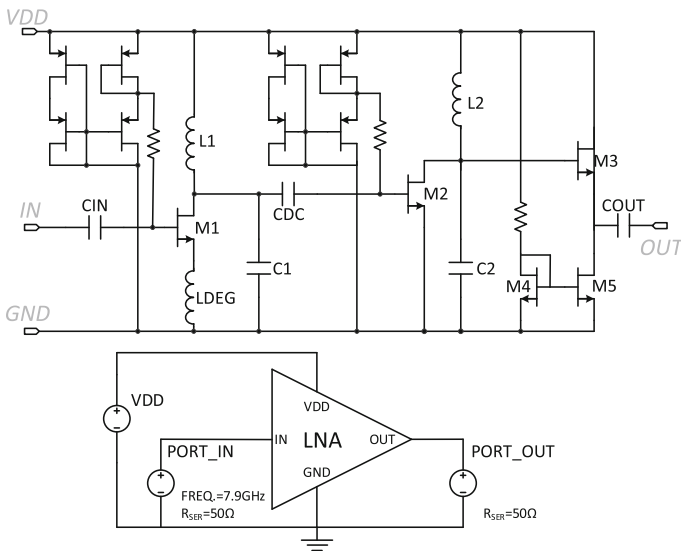 VDD
L1
L2
M3
IN
CIN
M1
CDC
M2
COUT
OUT
C1
C2
LDEG
M4
M5
GND
VDD
VDD
PORT_IN
IN
LNA
OUT
PORT_OUT
GND
FREQ.=7.9GHz
RSER=50Ω
RSER=50Ω